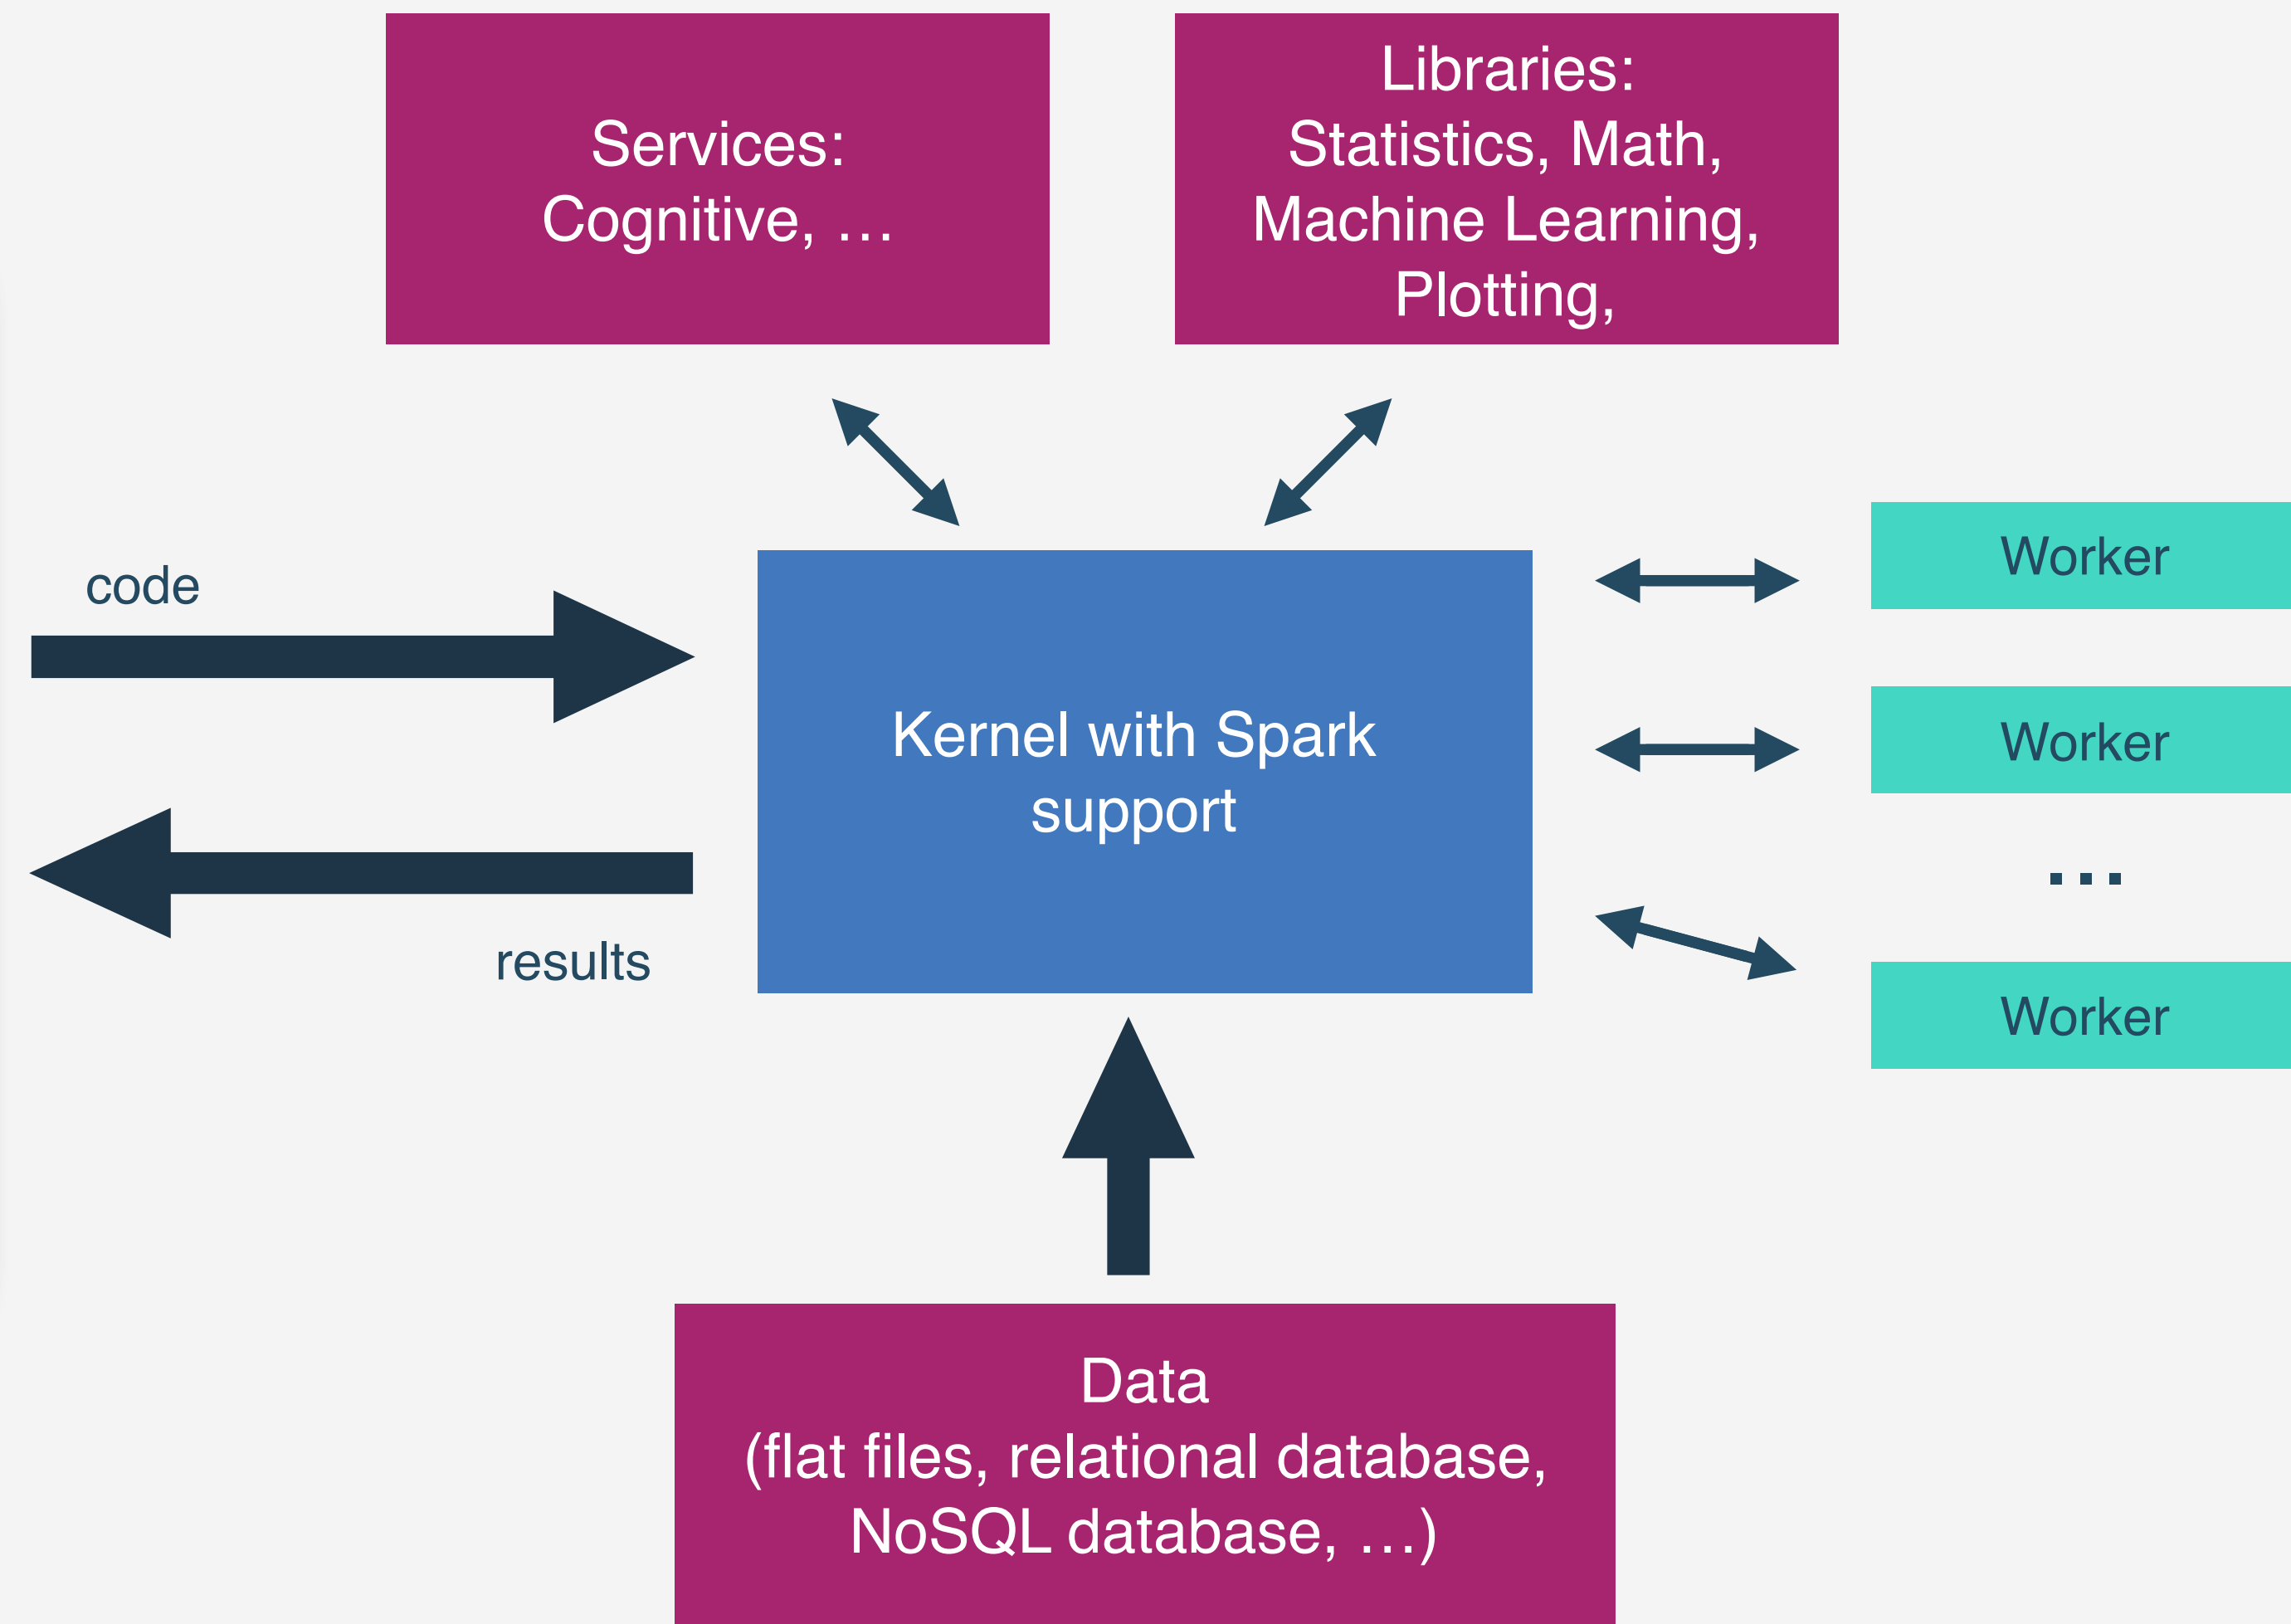 Services:
Cognitive, …
Libraries:
Statistics, Math,
Machine Learning,
Plotting,
code
Kernel with Spark
support
results
Worker
Worker
…
Worker
Data
(flat files, relational database,
NoSQL database, …)